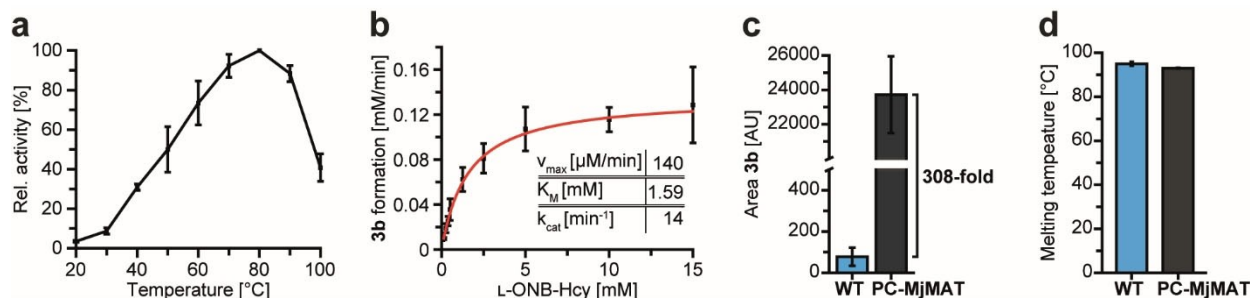 a
Rel. activity [%]
100
80
60
40
20
0
20 40 60 80 100
Temperature [°C]
b
3b formation [mM/min]
0.16
0.12
0.08
0.04
0
0 5 10 15
L-ONB-Hcy [mM]
vmax [µM/min] 140
KM [mM] 1.59
kcat [min-1] 14
c
Area 3b [AU]
26000
24000
22000
400
200
0
308-fold
WT PC-MjMAT
d
Melting tempeature [°C]
100
80
60
40
20
0
WT PC-MjMAT